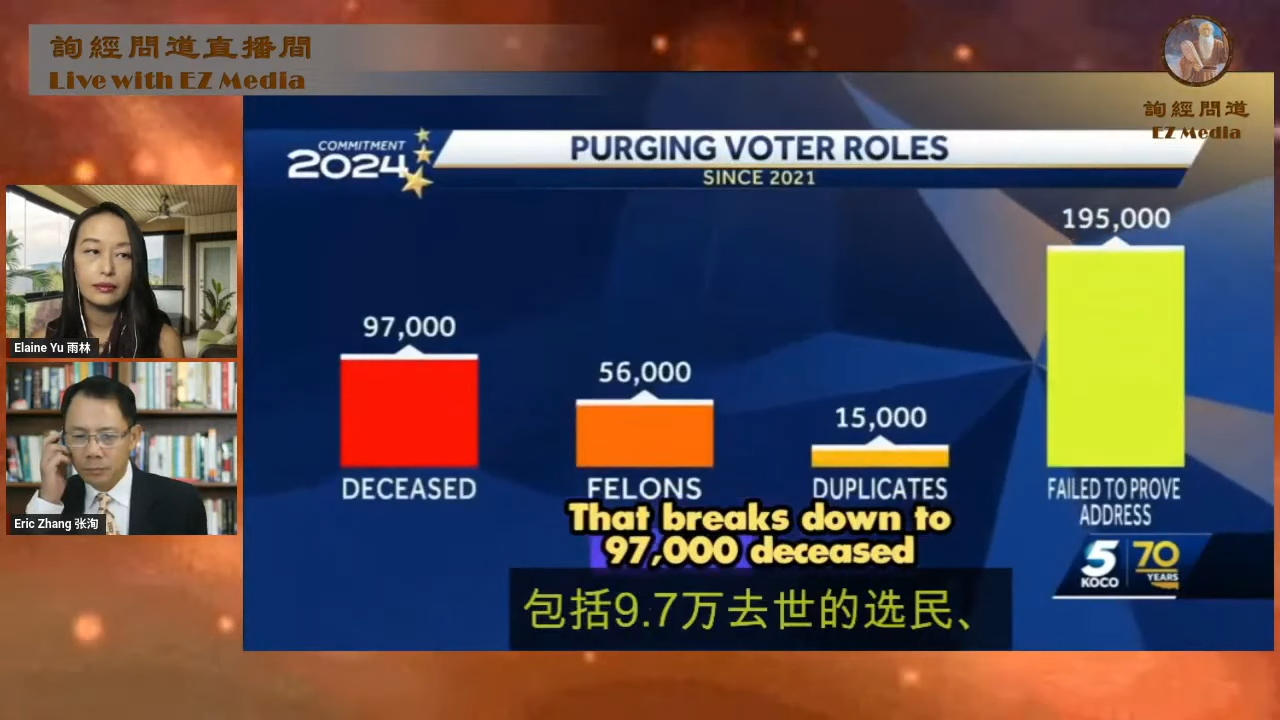 詢經問道直播間
Live with EZ Media
詢經問道
EZ Media
COMMITMENT
2024
PURGING VOTER ROLES
SINCE 2021
195,000
97,000
56,000
15,000
DECEASED
FELONS
DUPLICATES
FAILED TO PROVE
ADDRESS
Elaine Yu 雨林
Eric Zhang 张洵
That breaks down to
97,000 deceased
5
KOCO
70
YEARS
包括9.7万去世的选民、